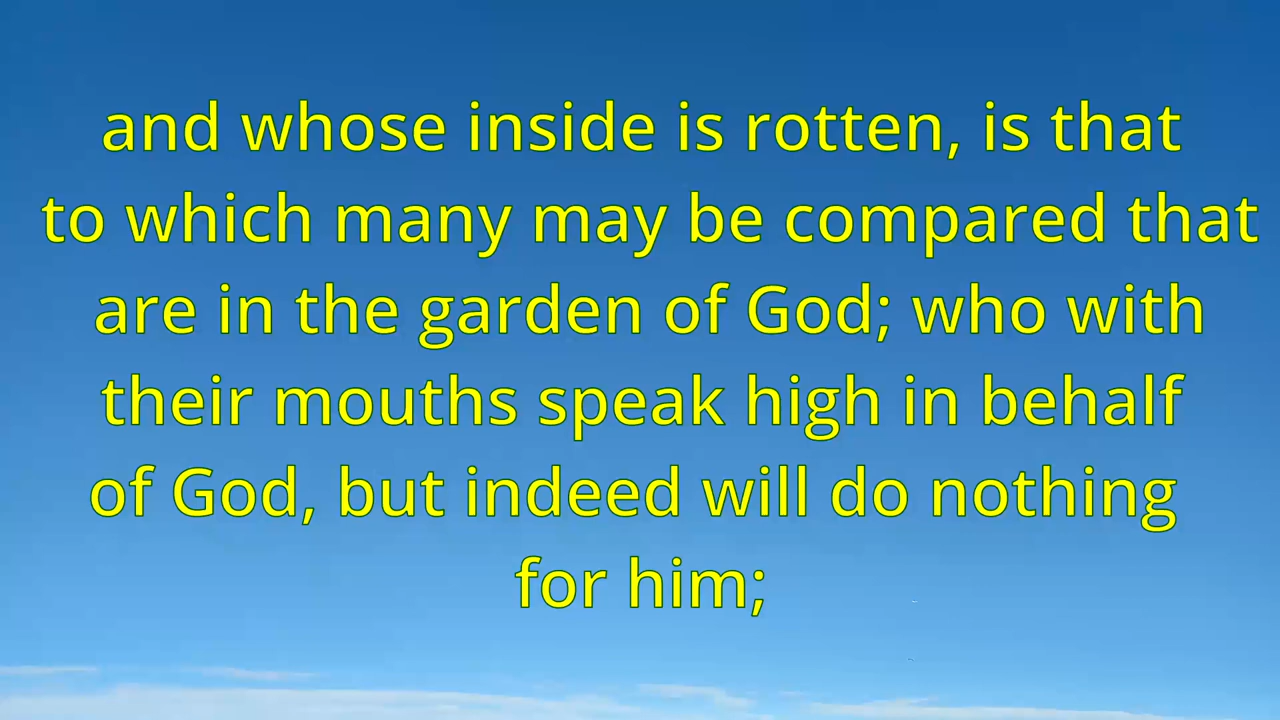 and whose inside is rotten, is that
to which many may be compared that
are in the garden of God; who with
their mouths speak high in behalf
of God, but indeed will do nothing
for him;